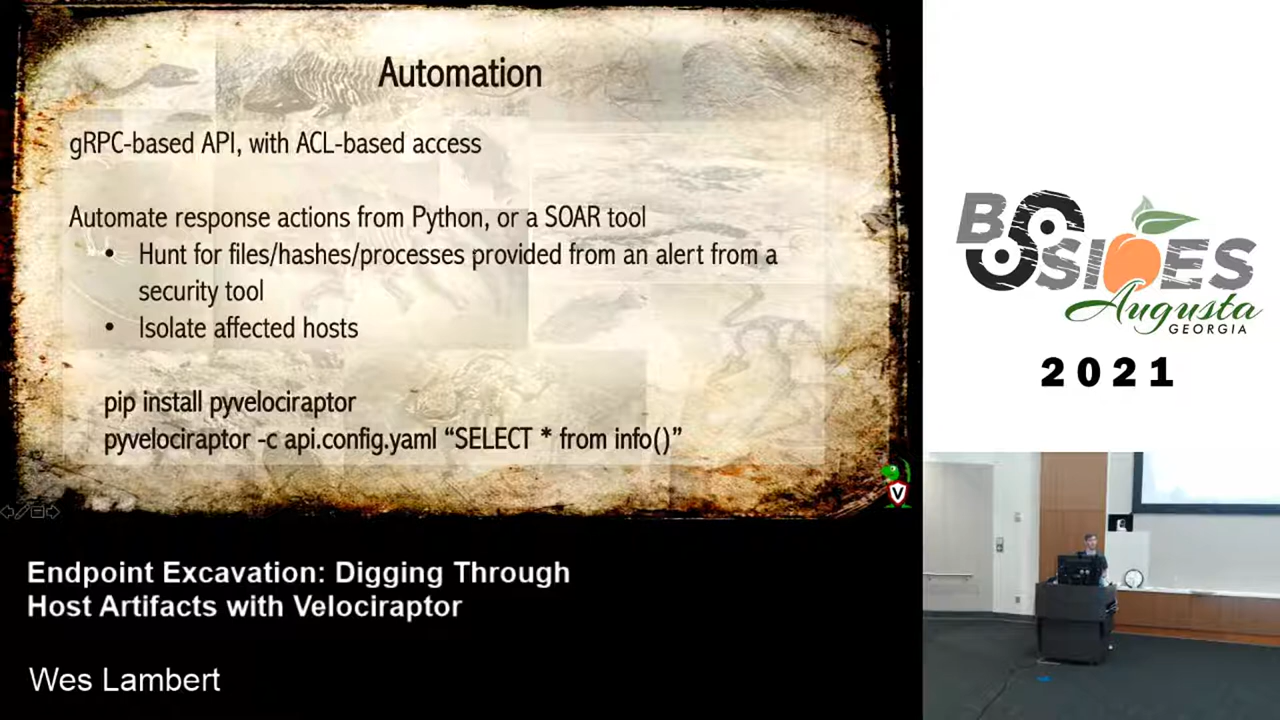 Automation
gRPC-based API, with ACL-based access
Automate response actions from Python, or a SOAR tool
• Hunt for files/hashes/processes provided from an alert from a
security tool
• Isolate affected hosts
pip install pyvelociraptor
pyvelociraptor -c api.config.yaml “SELECT * from info()”
V
BSIDES
Augusta
GEORGIA
2021
Endpoint Excavation: Digging Through
Host Artifacts with Velociraptor
Wes Lambert